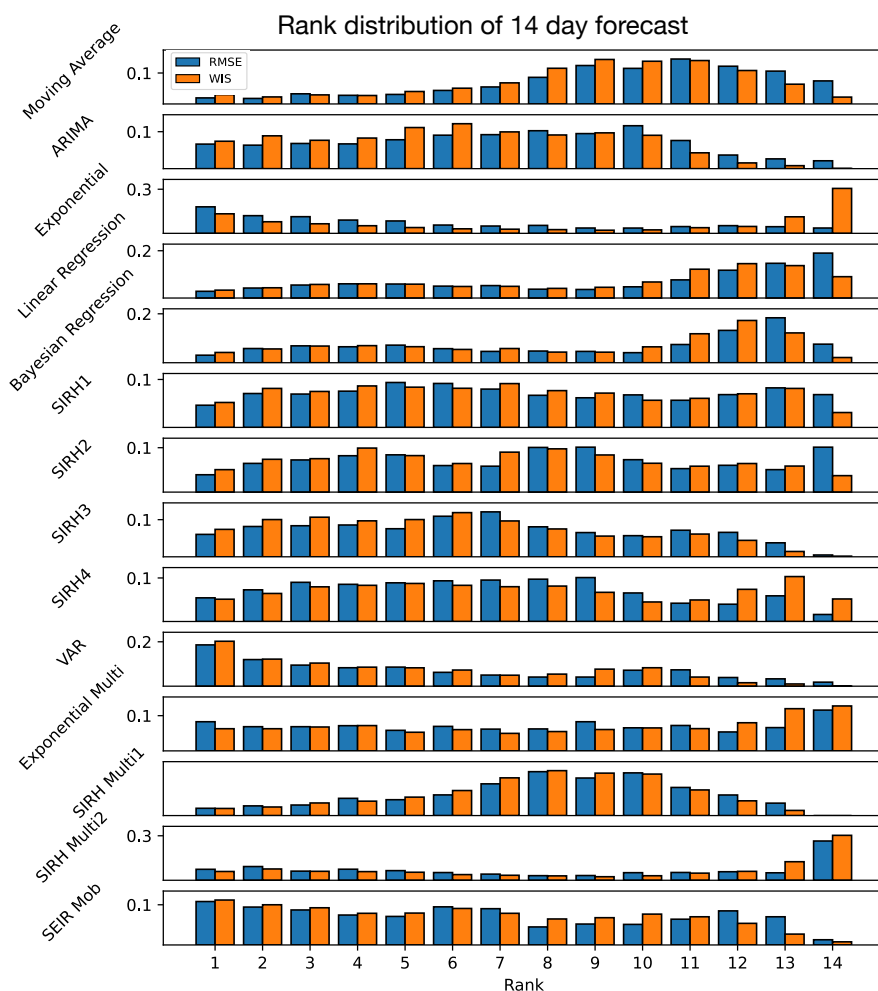 Rank distribution of 14 day forecast
Moving Average
0.1
RMSE
WIS
ARIMA
0.1
Exponential
0.3
Linear Regression
0.2
Bayesian Regression
0.2
SIRH1
0.1
SIRH2
0.1
SIRH3
0.1
SIRH4
0.1
VAR
0.2
Exponential Multi
0.1
SIRH Multi1
SIRH Multi2
0.3
SEIR Mob
0.1
1 2 3 4 5 6 7 8 9 10 11 12 13 14
Rank